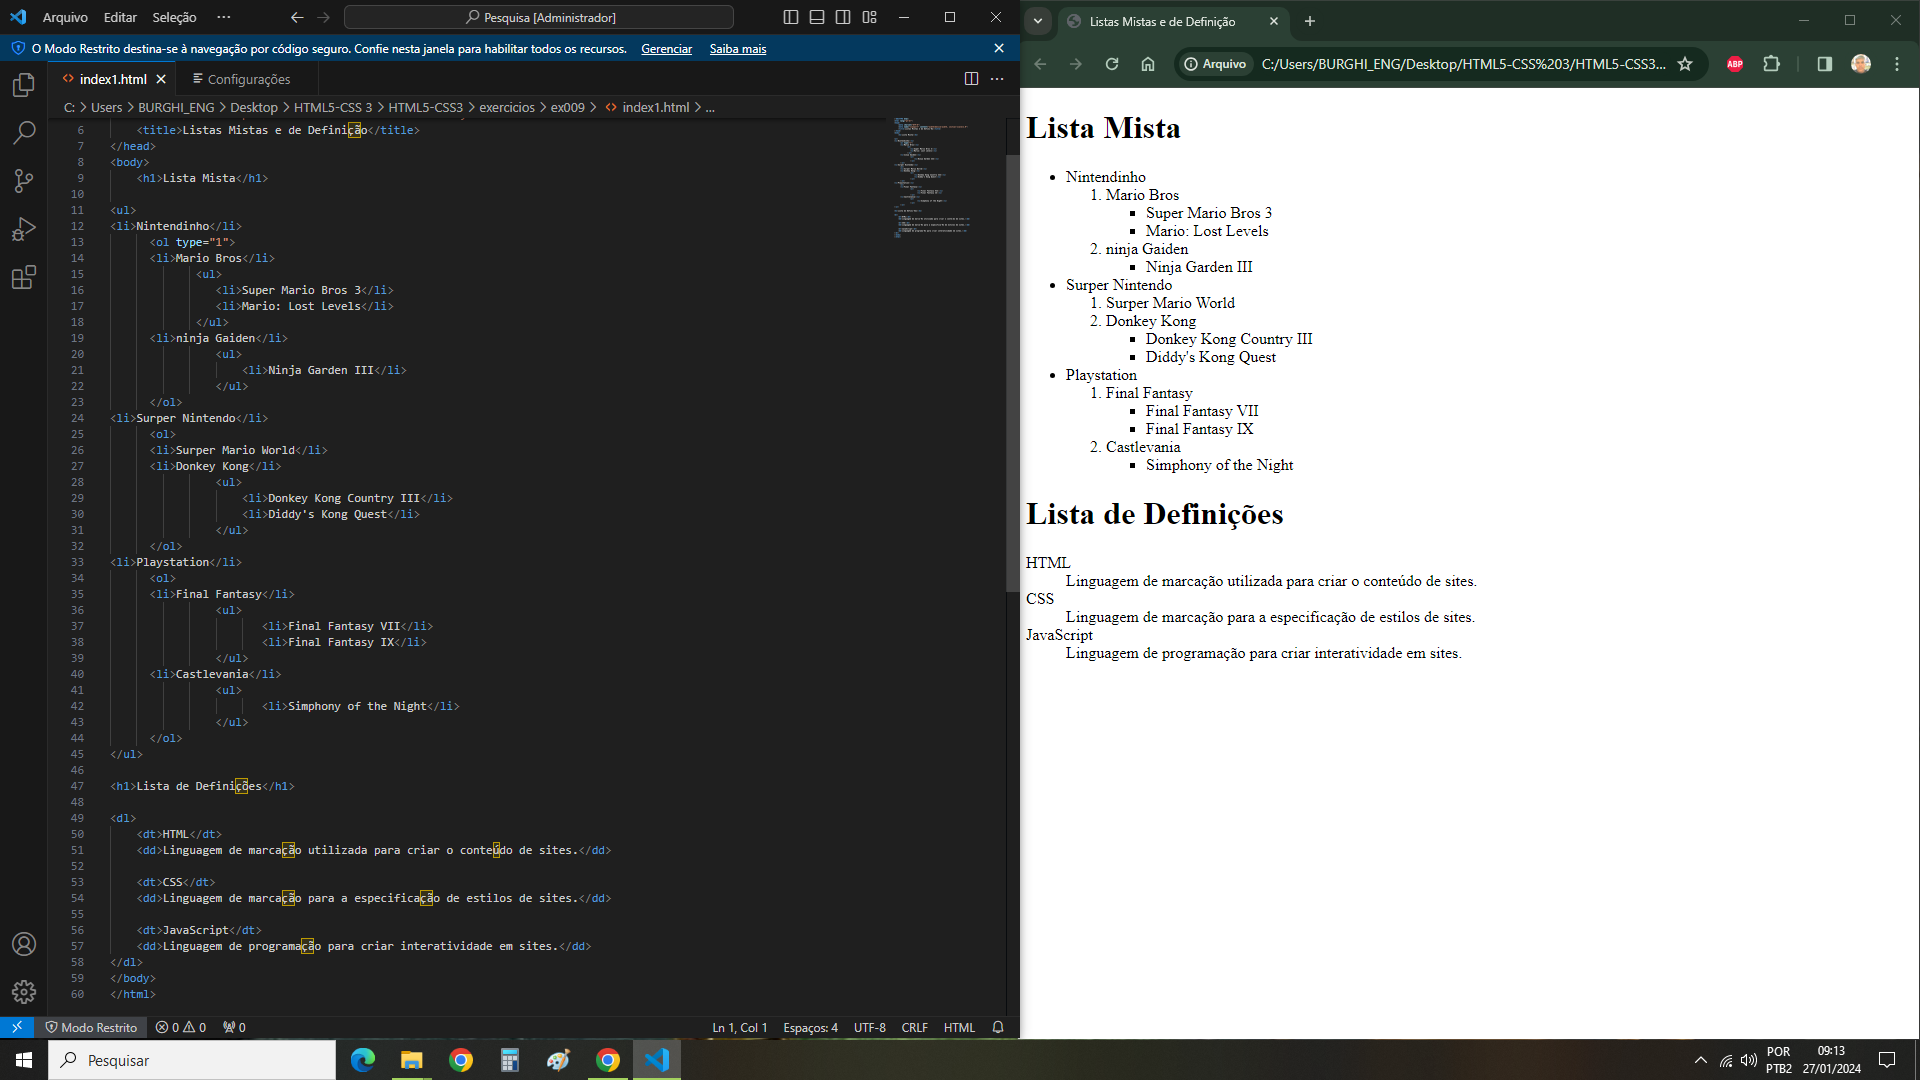 Arquivo Editar Seleção ··· Pesquisa [Administrador]
O Modo Restrito destina-se à navegação por código seguro. Confie nesta janela para habilitar todos os recursos. Gerenciar Saiba mais
index1.html Configurações
C: > Users > BURGHI_ENG > Desktop > HTML5-CSS 3 > HTML5-CSS3 > exercicios > ex009 > index1.html > ...
6 <title>Listas Mistas e de Definição</title>
7 </head>
8 <body>
9 <h1>Lista Mista</h1>
10
11 <ul>
12 <li>Nintendinho</li>
13 <ol type="1">
14 <li>Mario Bros</li>
15 <ul>
16 <li>Super Mario Bros 3</li>
17 <li>Mario: Lost Levels</li>
18 </ul>
19 <li>ninja Gaiden</li>
20 <ul>
21 <li>Ninja Garden III</li>
22 </ul>
23 </ol>
24 <li>Surper Nintendo</li>
25 <ol>
26 <li>Surper Mario World</li>
27 <li>Donkey Kong</li>
28 <ul>
29 <li>Donkey Kong Country III</li>
30 <li>Diddy's Kong Quest</li>
31 </ul>
32 </ol>
33 <li>Playstation</li>
34 <ol>
35 <li>Final Fantasy</li>
36 <ul>
37 <li>Final Fantasy VII</li>
38 <li>Final Fantasy IX</li>
39 </ul>
40 <li>Castlevania</li>
41 <ul>
42 <li>Simphony of the Night</li>
43 </ul>
44 </ol>
45 </ul>
46
47 <h1>Lista de Definições</h1>
48
49 <dl>
50 <dt>HTML</dt>
51 <dd>Linguagem de marcação utilizada para criar o conteúdo de sites.</dd>
52
53 <dt>CSS</dt>
54 <dd>Linguagem de marcação para a especificação de estilos de sites.</dd>
55
56 <dt>JavaScript</dt>
57 <dd>Linguagem de programação para criar interatividade em sites.</dd>
58 </dl>
59 </body>
60 </html>
Modo Restrito 0 0 0 Ln 1, Col 1 Espaços: 4 UTF-8 CRLF HTML
Listas Mistas e de Definição
Arquivo C:/Users/BURGHI_ENG/Desktop/HTML5-CSS%203/HTML5-CSS3... ABP
Lista Mista
• Nintendinho
1. Mario Bros
▪ Super Mario Bros 3
▪ Mario: Lost Levels
2. ninja Gaiden
▪ Ninja Garden III
• Surper Nintendo
1. Surper Mario World
2. Donkey Kong
▪ Donkey Kong Country III
▪ Diddy's Kong Quest
• Playstation
1. Final Fantasy
▪ Final Fantasy VII
▪ Final Fantasy IX
2. Castlevania
▪ Simphony of the Night
Lista de Definições
HTML
Linguagem de marcação utilizada para criar o conteúdo de sites.
CSS
Linguagem de marcação para a especificação de estilos de sites.
JavaScript
Linguagem de programação para criar interatividade em sites.
Pesquisar
POR 09:13
PTB2 27/01/2024